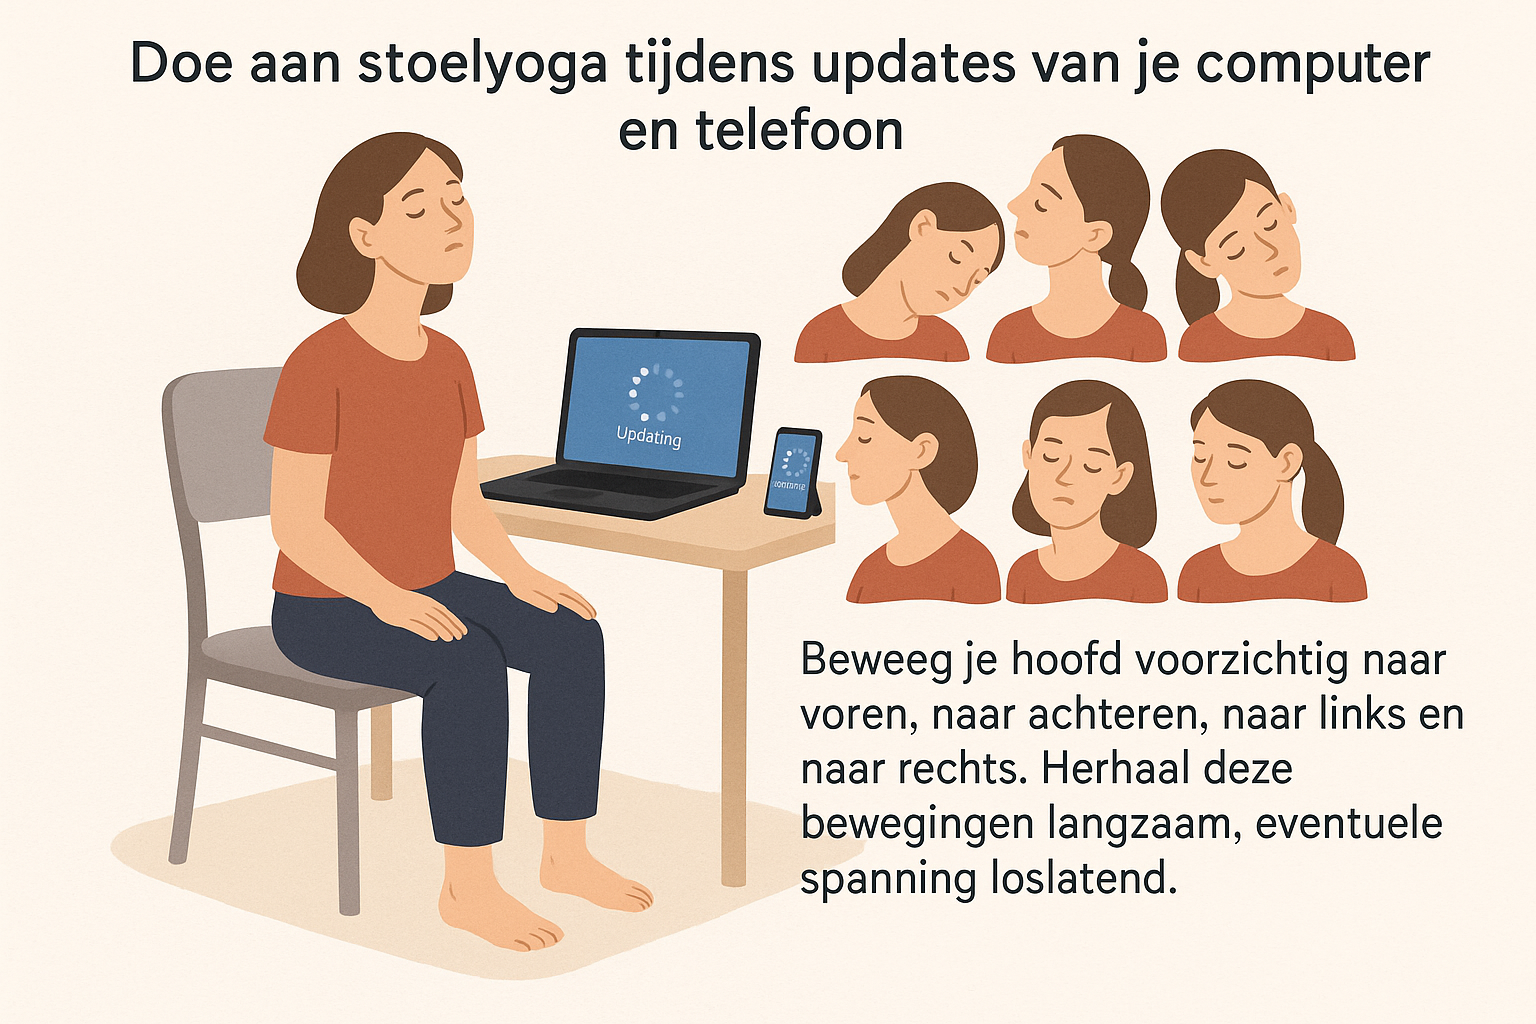 Doe aan stoelyoga tijdens updates van je computer
en telefoon
Updating
Beweeg je hoofd voorzichtig naar
voren, naar achteren, naar links en
naar rechts. Herhaal deze
bewegingen langzaam, eventuele
spanning loslatend.